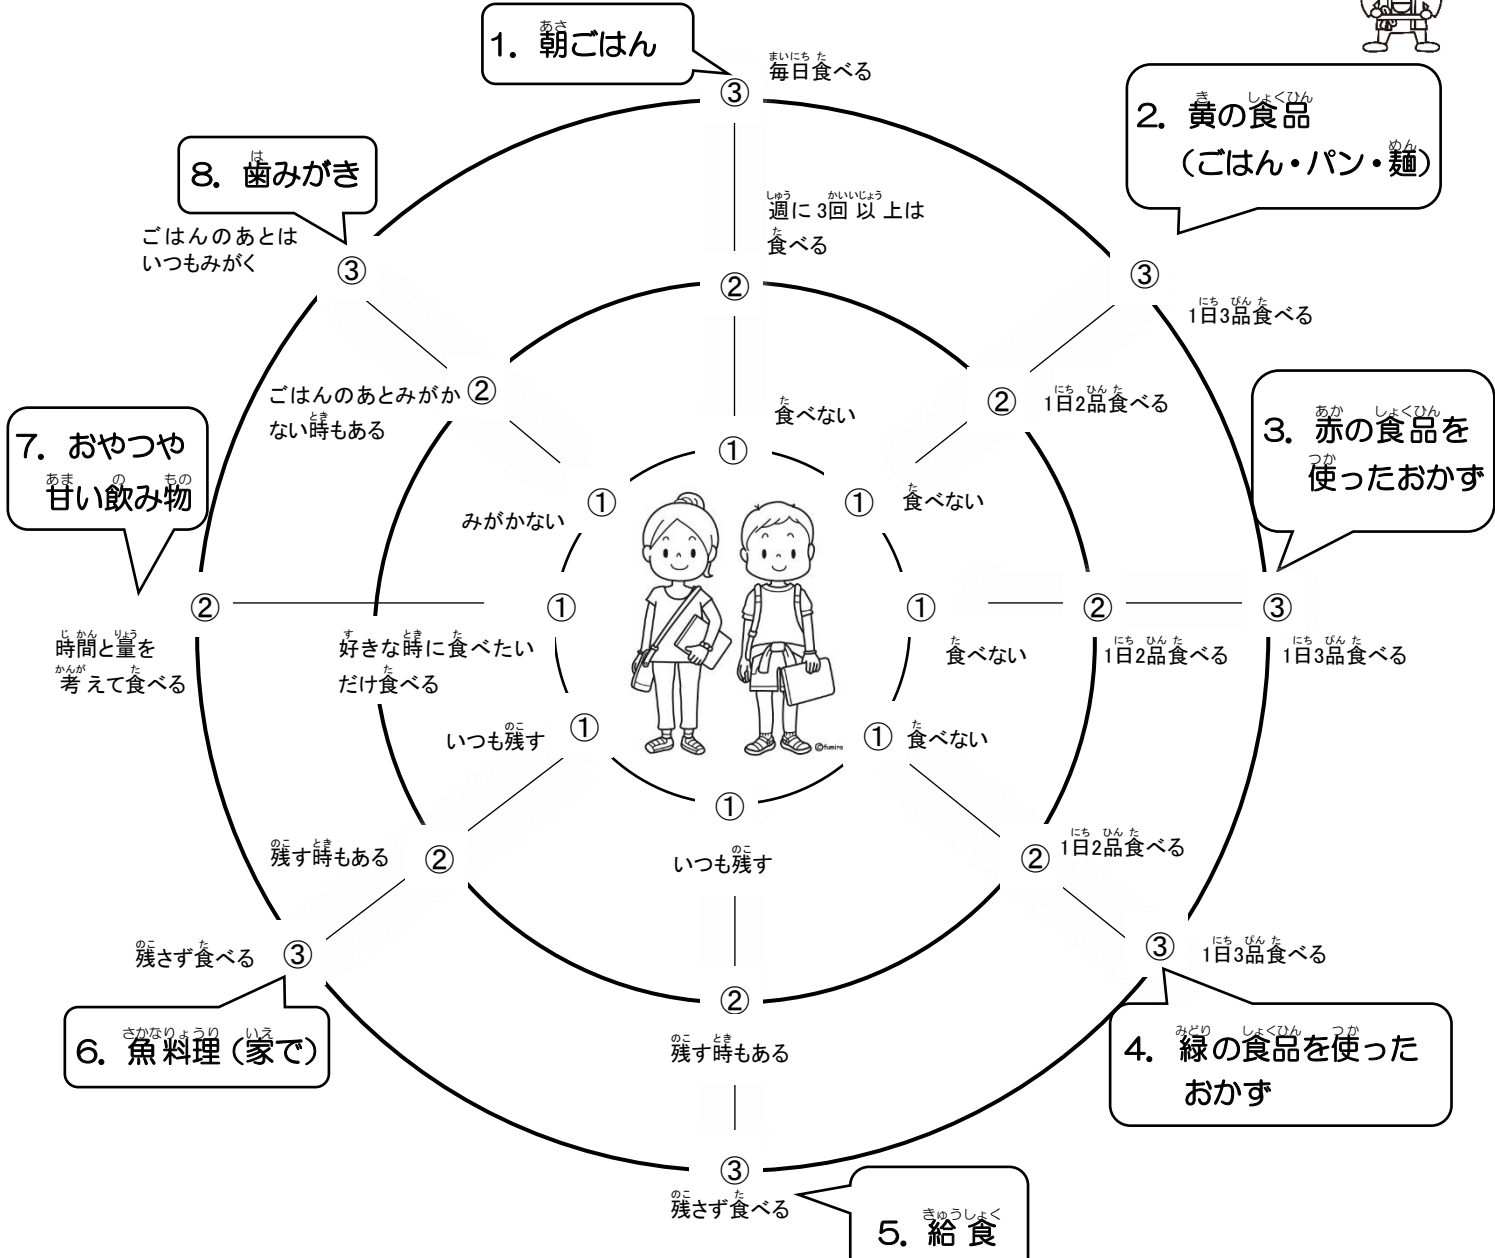 1．朝ごはん
③
毎日食べる
週に3回以上は
食べる
②
食べない
①
2．黄の食品
（ごはん・パン・麺）
③
1日3品食べる
②
1日2品食べる
①
食べない
3．赤の食品を
使ったおかず
③
1日3品食べる
②
1日2品食べる
①
食べない
4．緑の食品を使った
おかず
③
1日3品食べる
②
1日2品食べる
①
食べない
5．給食
③
残さず食べる
②
残す時もある
①
いつも残す
6．魚料理（家で）
③
残さず食べる
②
残す時もある
①
いつも残す
7．おやつや
甘い飲み物
②
時間と量を
考えて食べる
①
好きな時に食べたい
だけ食べる
8．歯みがき
③
ごはんのあとは
いつもみがく
②
ごはんのあとみがか
ない時もある
①
みがかない
©fumira